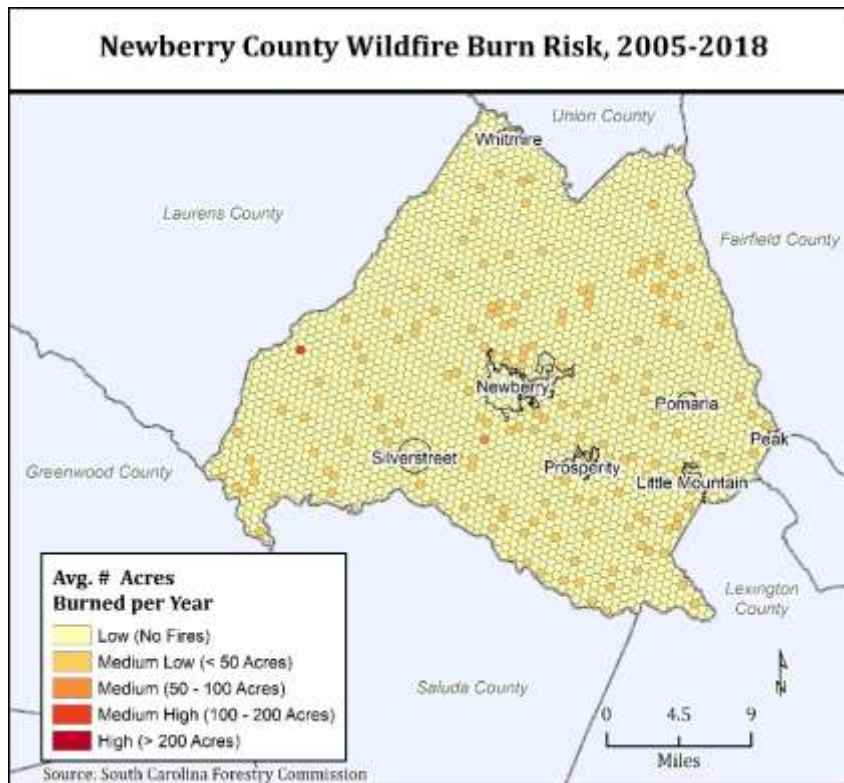 Newberry County Wildfire Burn Risk, 2005-2018
Union County
Whitmire
Laurens County
Fairfield County
Newberry
Pomaria
Peak
Silverstreet
Prosperity
Greenwood County
Little Mountain
Lexington
County
Avg. # Acres
Burned per Year
Low (No Fires)
Medium Low (< 50 Acres)
Medium (50 - 100 Acres)
Medium High (100 - 200 Acres)
High (> 200 Acres)
Saluda County
N
0 4.5 9
Miles
Source. South Carolina Forestry Commission